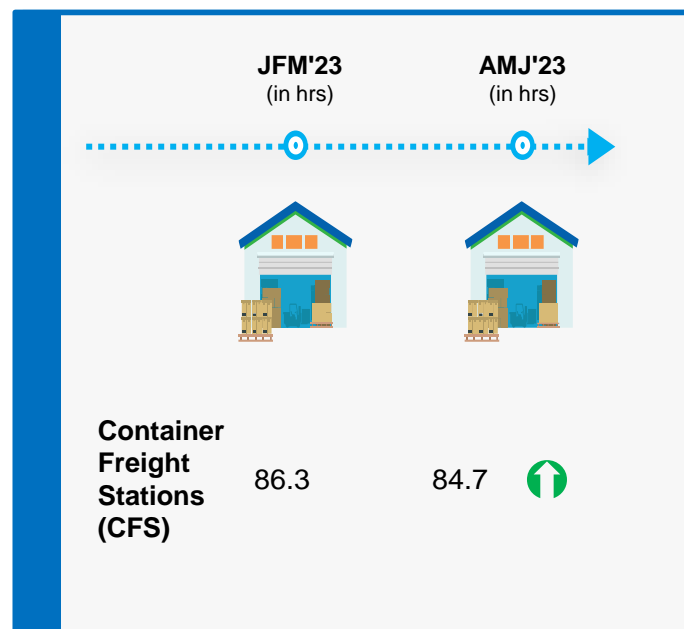 JFM'23
(in hrs)
AMJ'23
(in hrs)
Container
Freight
Stations
(CFS)
86.3
84.7